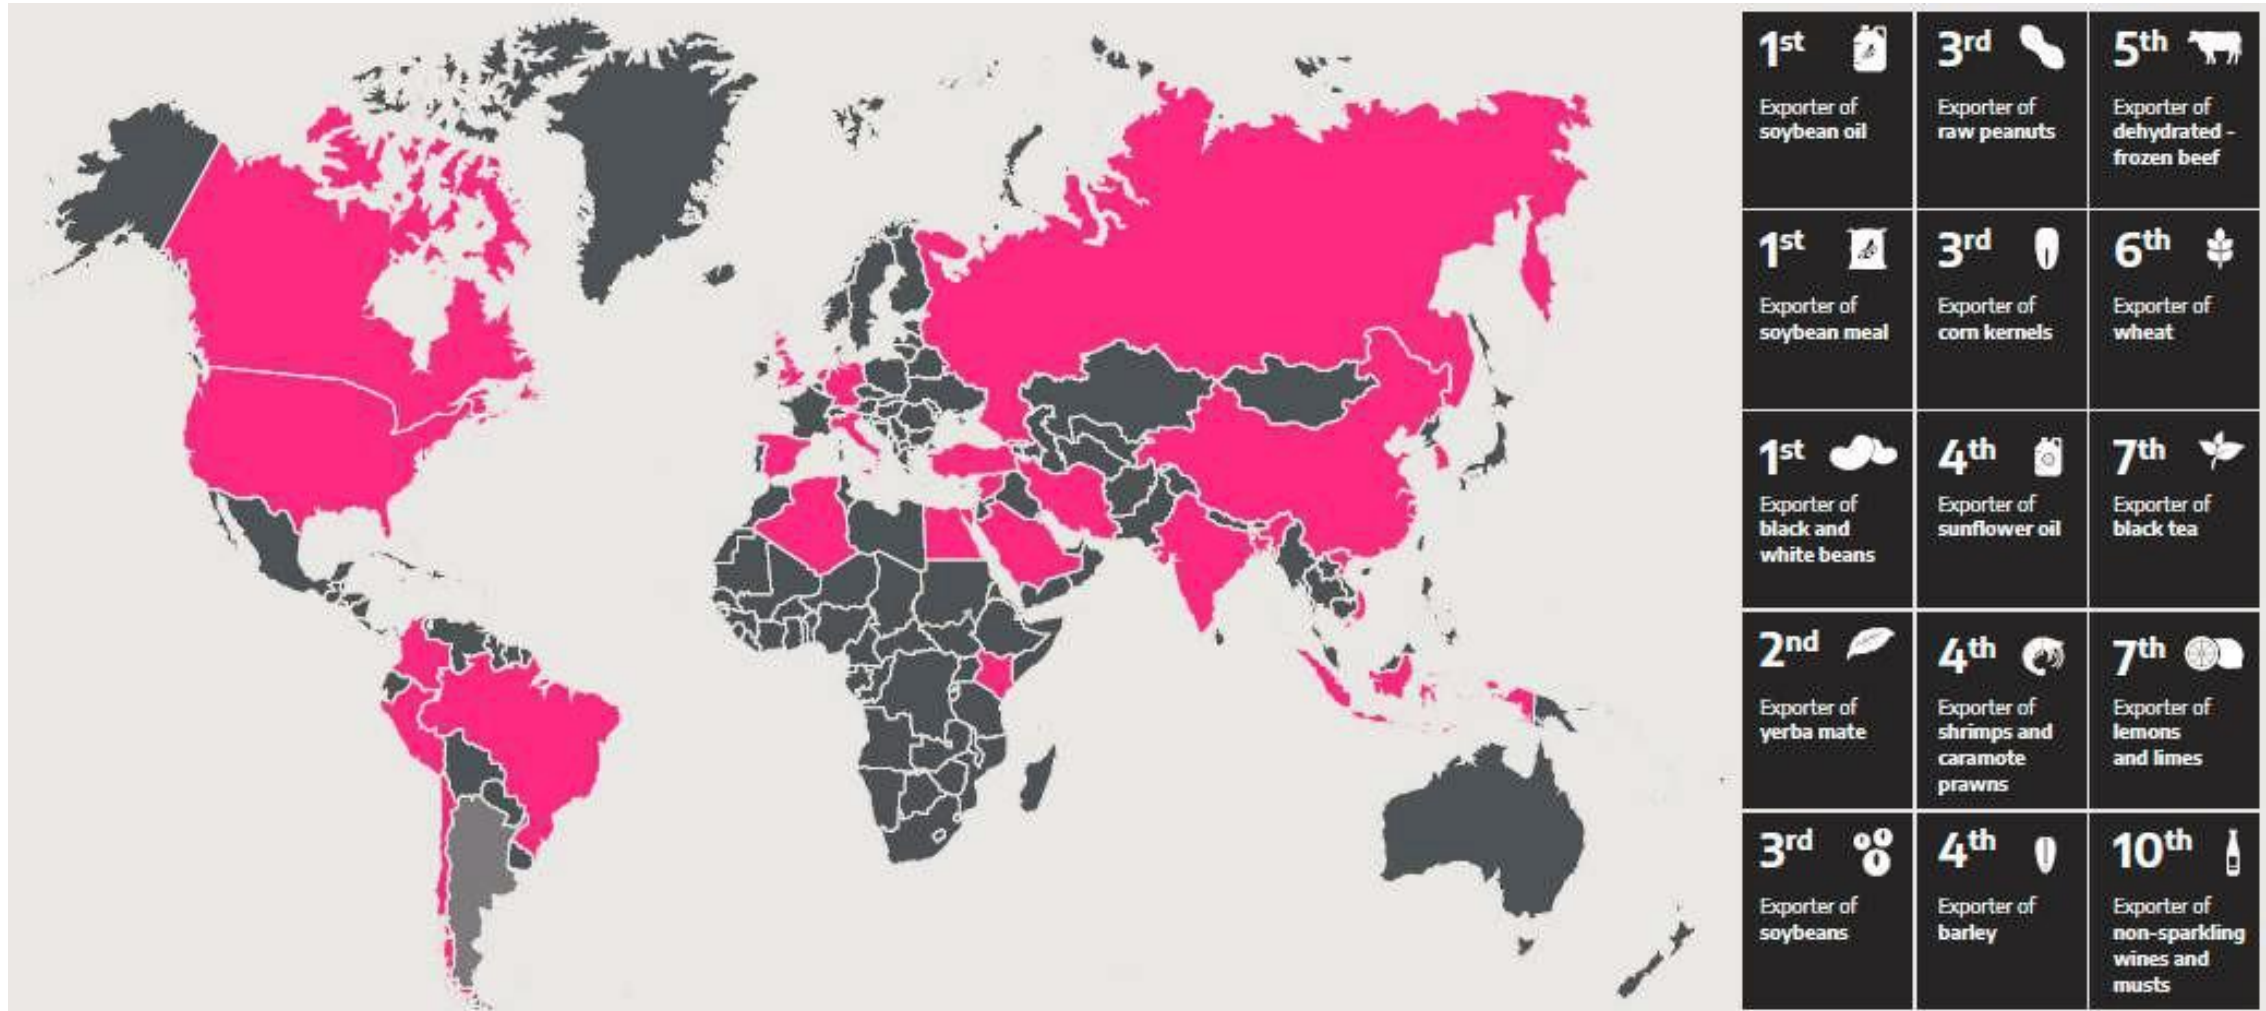 1st
Exporter of
soybean oil
3rd
Exporter of
raw peanuts
5th
Exporter of
dehydrated -
frozen beef
1st
Exporter of
soybean meal
3rd
Exporter of
corn kernels
6th
Exporter of
wheat
1st
Exporter of
black and
white beans
4th
Exporter of
sunflower oil
7th
Exporter of
black tea
2nd
Exporter of
yerba mate
4th
Exporter of
shrimps and
caramote
prawns
7th
Exporter of
lemons
and limes
3rd
Exporter of
soybeans
4th
Exporter of
barley
10th
Exporter of
non-sparkling
wines and
musts